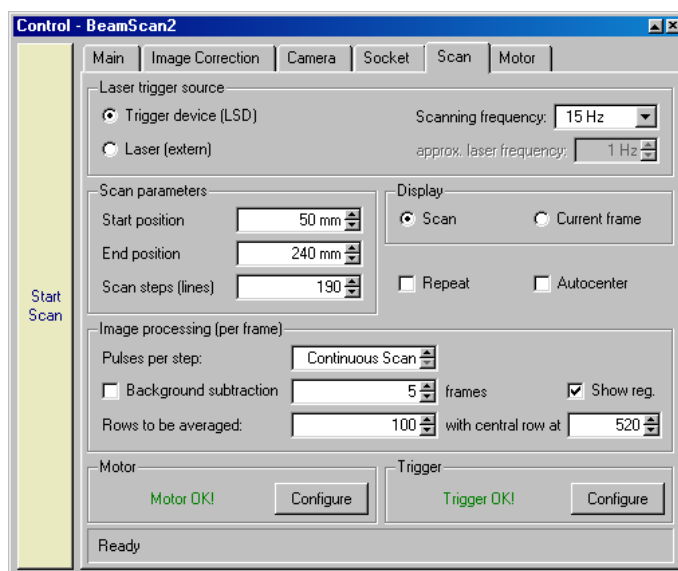 Control - BeamScan2
Main Image Correction Camera Socket Scan Motor
Laser trigger source
Trigger device (LSD) Scanning frequency: 15 Hz
Laser (extern) approx. laser frequency: 1 Hz
Scan parameters Display
Start position 50 mm Scan Current frame
End position 240 mm
Scan steps (lines) 190 Repeat Autocenter
Start
Scan
Image processing (per frame)
Pulses per step: Continuous Scan
Background subtraction 5 frames Show reg.
Rows to be averaged: 100 with central row at 520
Motor Trigger
Motor OK! Configure Trigger OK! Configure
Ready